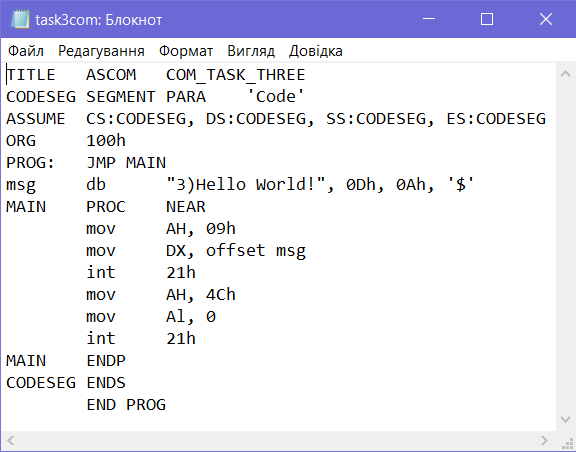 task3com: Блокнот
Файл Редагування Формат Вигляд Довідка
TITLE   ASCOM   COM_TASK_THREE
CODESEG SEGMENT PARA    'Code'
ASSUME  CS:CODESEG, DS:CODESEG, SS:CODESEG, ES:CODESEG
ORG     100h
PROG:   JMP MAIN
msg     db      "3)Hello World!", 0Dh, 0Ah, '$'
MAIN    PROC    NEAR
        mov     AH, 09h
        mov     DX, offset msg
        int     21h
        mov     AH, 4Ch
        mov     Al, 0
        int     21h
MAIN    ENDP
CODESEG ENDS
        END PROG